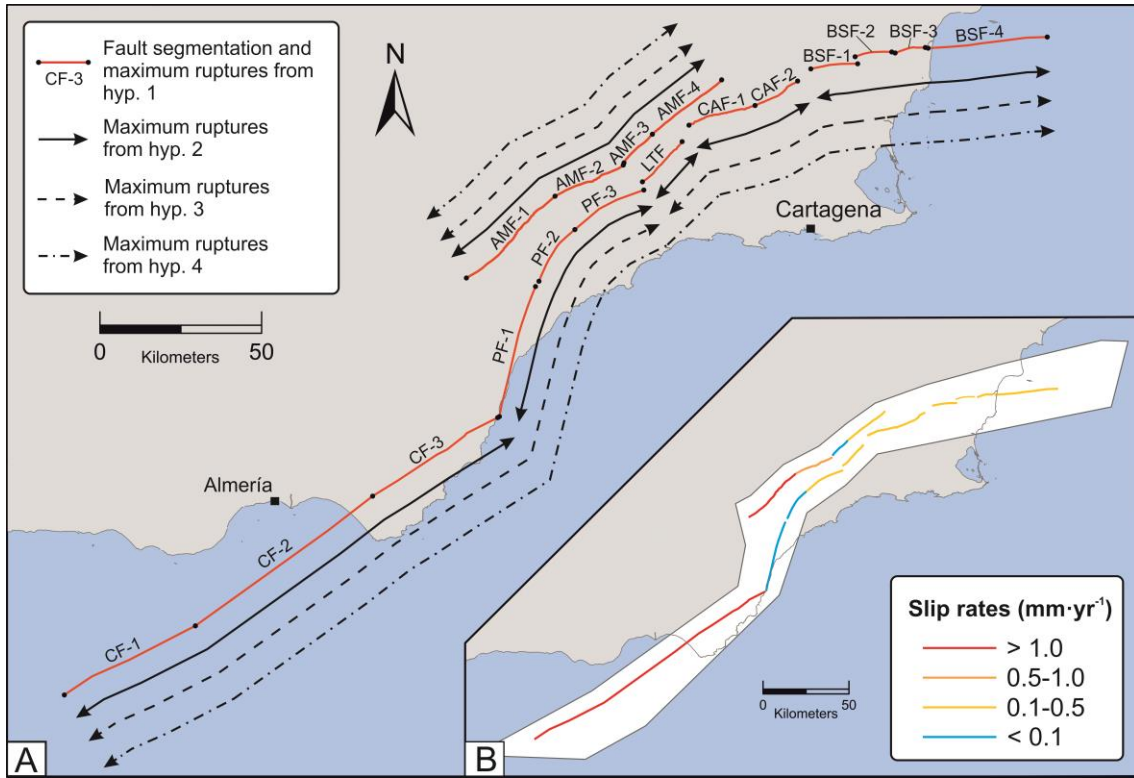 Fault segmentation and
maximum ruptures from
hyp. 1
CF-3
Maximum ruptures
from hyp. 2
Maximum ruptures
from hyp. 3
Maximum ruptures
from hyp. 4
0 50
Kilometers
N
BSF-2
BSF-3
BSF-4
BSF-1
CAF-2
CAF-1
AMF-4
AMF-3
LTF
AMF-2
PF-3
AMF-1
PF-2
Cartagena
PF-1
CF-3
Almería
CF-2
CF-1
A
Slip rates (mm·yr⁻¹)
> 1.0
0.5-1.0
0.1-0.5
< 0.1
0 50
Kilometers
B